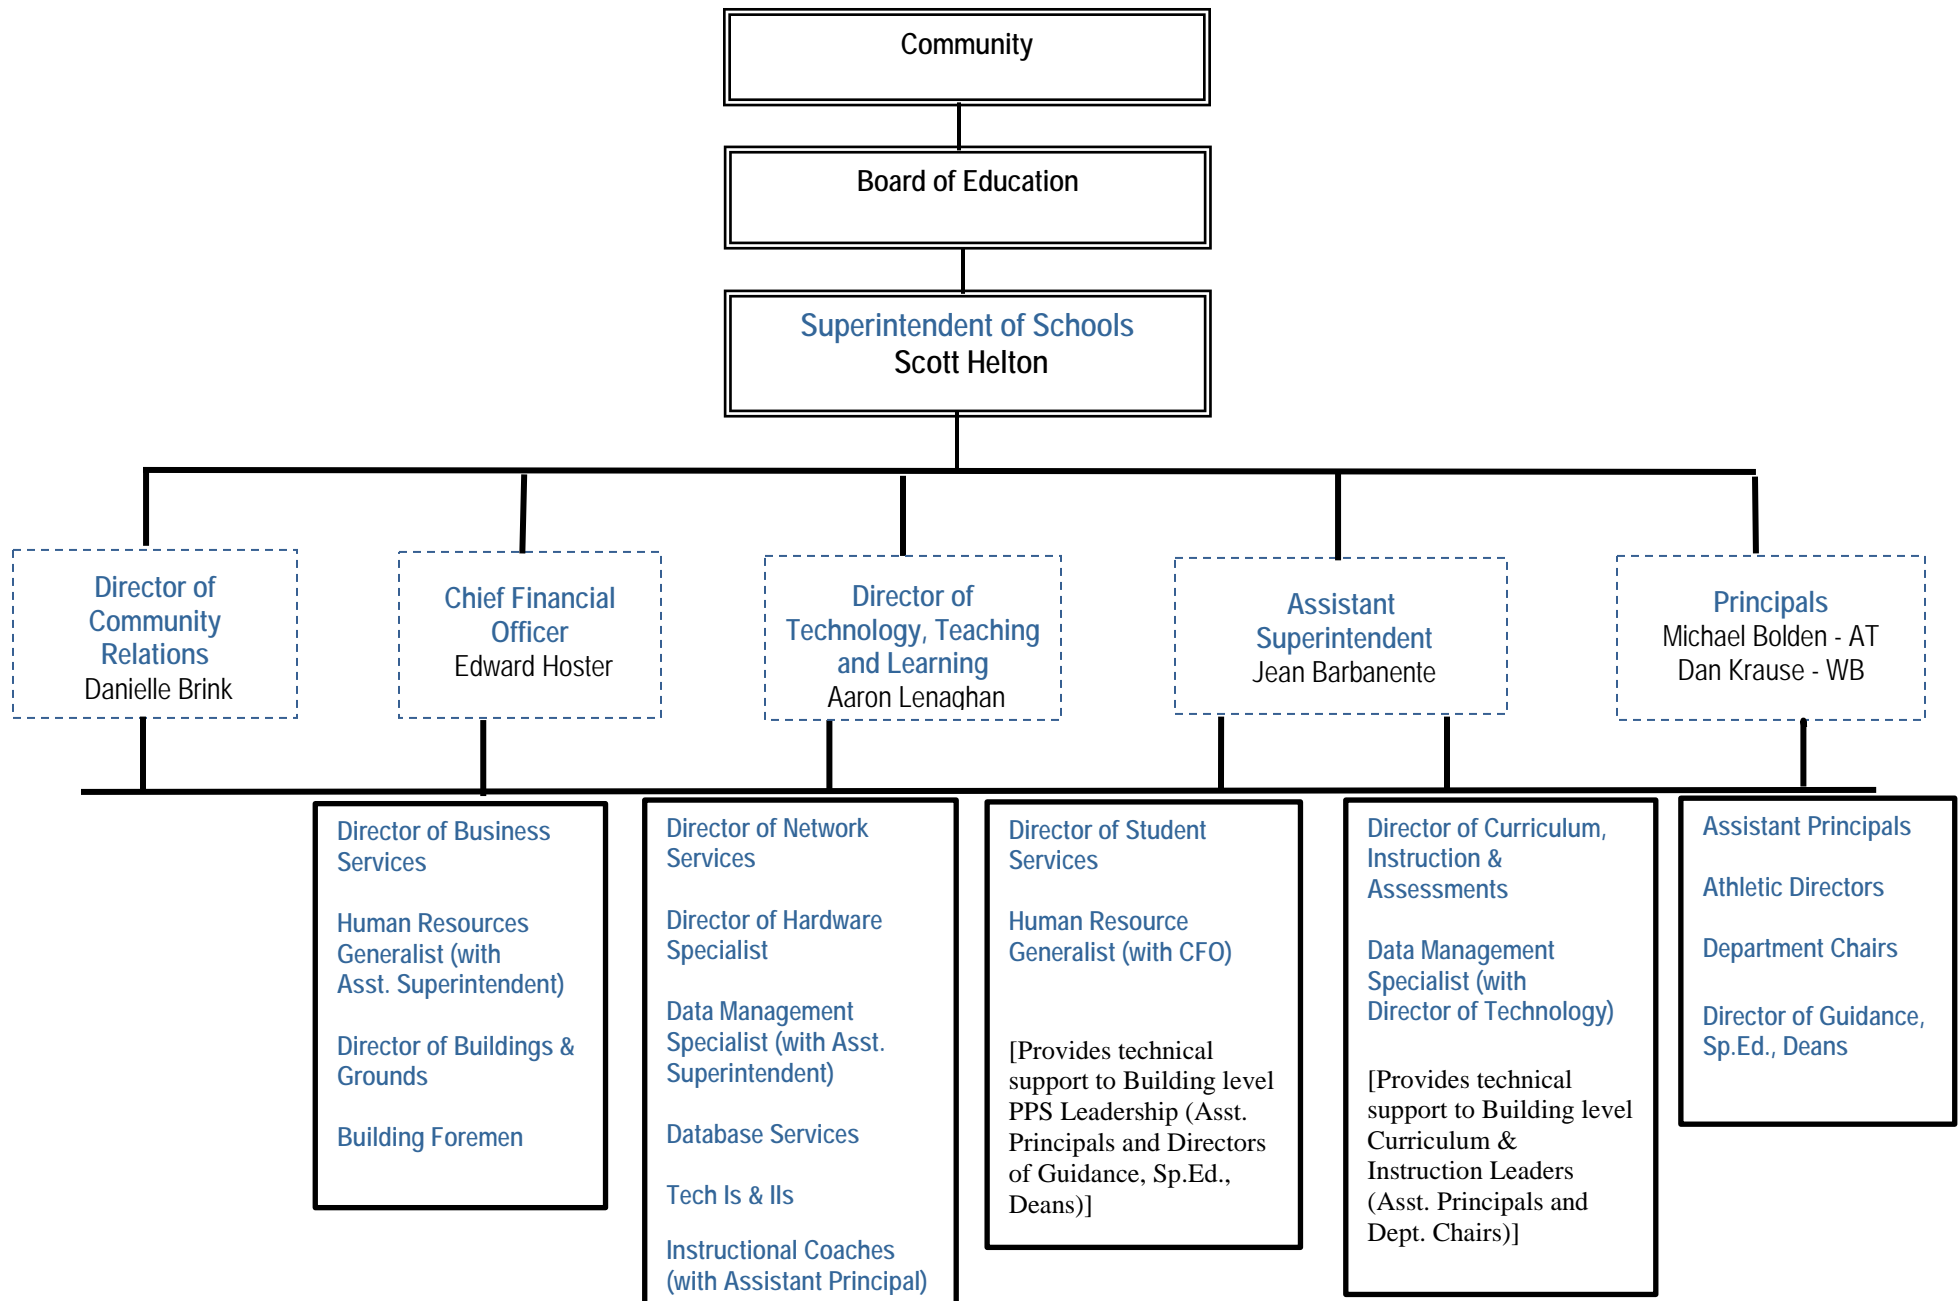 Community
Board of Education
Superintendent of Schools
Scott Helton
Director of
Community
Relations
Danielle Brink
Chief Financial
Officer
Edward Hoster
Director of
Technology, Teaching
and Learning
Aaron Lenaghan
Assistant
Superintendent
Jean Barbanente
Principals
Michael Bolden - AT
Dan Krause - WB
Director of Business
Services
Human Resources
Generalist (with
Asst. Superintendent)
Director of Buildings &
Grounds
Building Foremen
Director of Network
Services
Director of Hardware
Specialist
Data Management
Specialist (with Asst.
Superintendent)
Database Services
Tech Is & IIs
Instructional Coaches
(with Assistant Principal)
Director of Student
Services
Human Resource
Generalist (with CFO)
[Provides technical
support to Building level
PPS Leadership (Asst.
Principals and Directors
of Guidance, Sp.Ed.,
Deans)]
Director of Curriculum,
Instruction &
Assessments
Data Management
Specialist (with
Director of Technology)
[Provides technical
support to Building level
Curriculum &
Instruction Leaders
(Asst. Principals and
Dept. Chairs)]
Assistant Principals
Athletic Directors
Department Chairs
Director of Guidance,
Sp.Ed., Deans